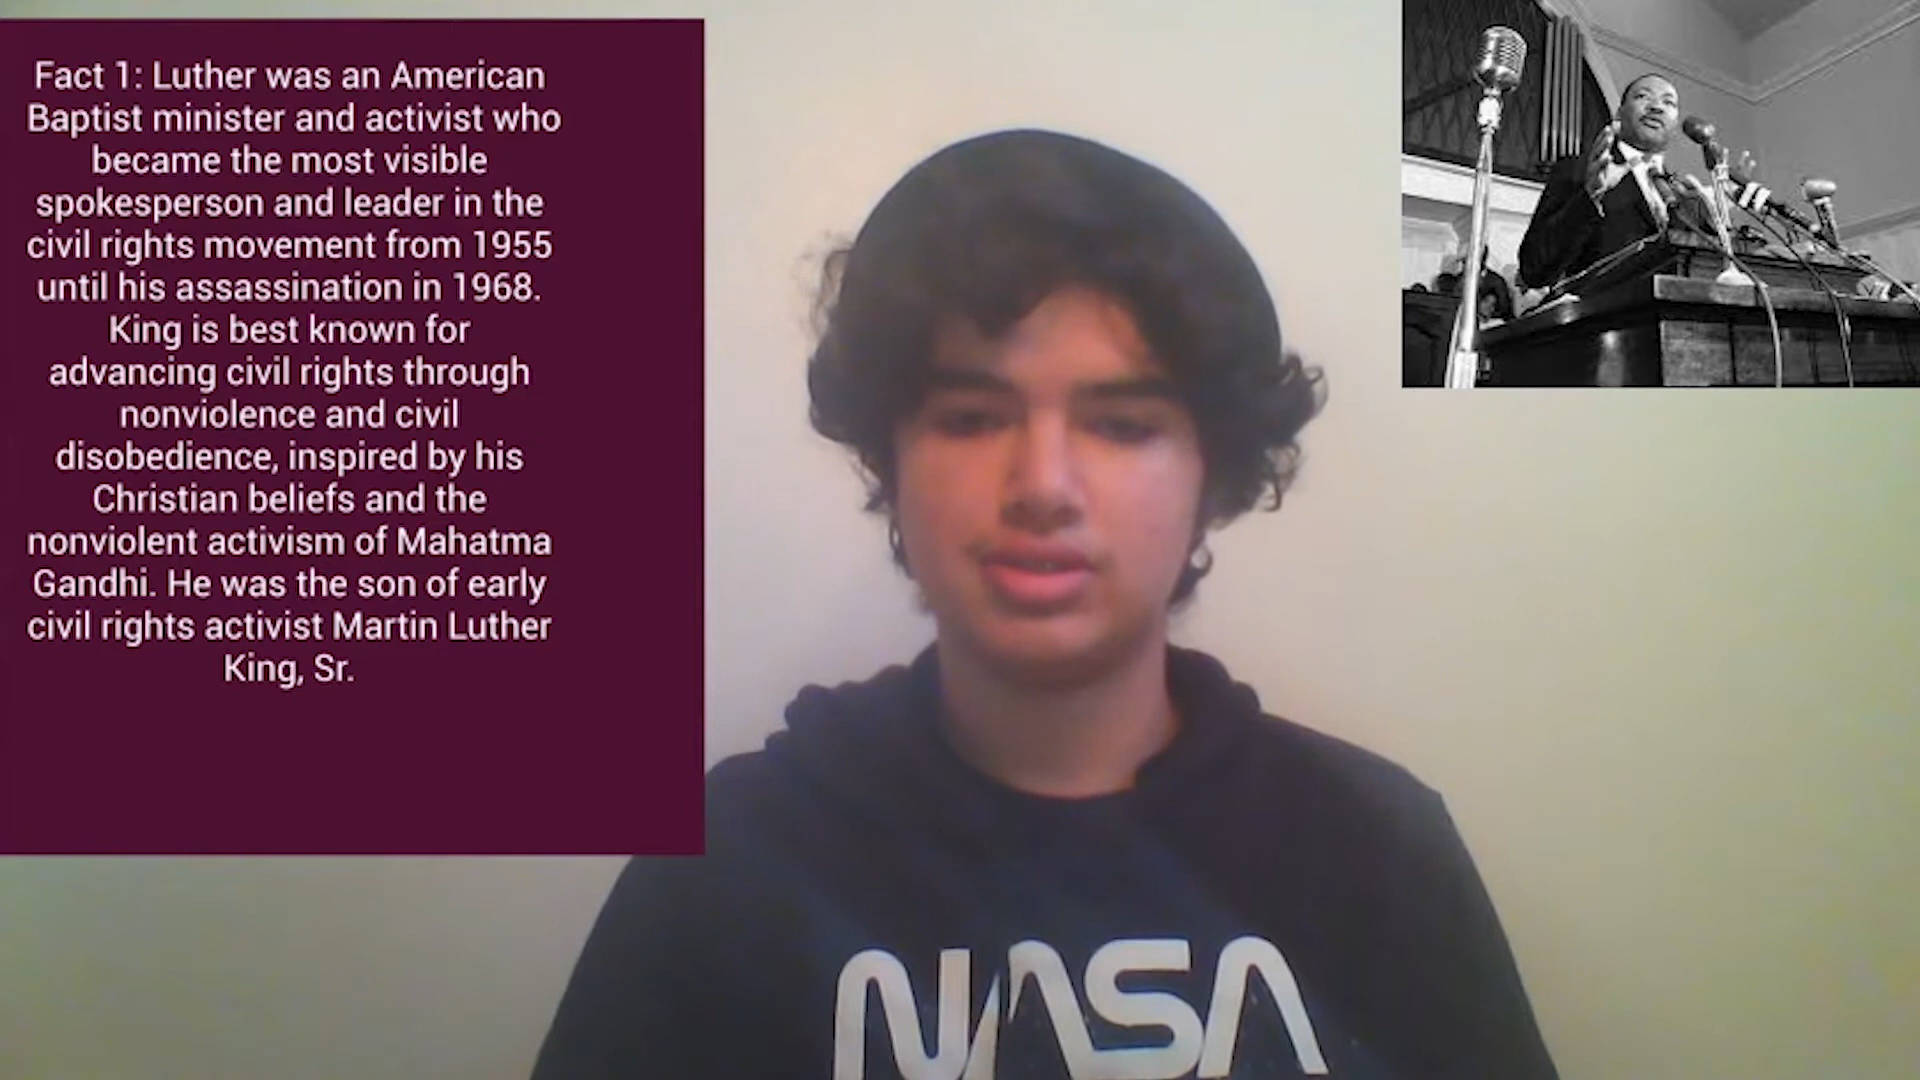 Fact 1: Luther was an American
Baptist minister and activist who
became the most visible
spokesperson and leader in the
civil rights movement from 1955
until his assassination in 1968.
King is best known for
advancing civil rights through
nonviolence and civil
disobedience, inspired by his
Christian beliefs and the
nonviolent activism of Mahatma
Gandhi. He was the son of early
civil rights activist Martin Luther
King, Sr.
NASA